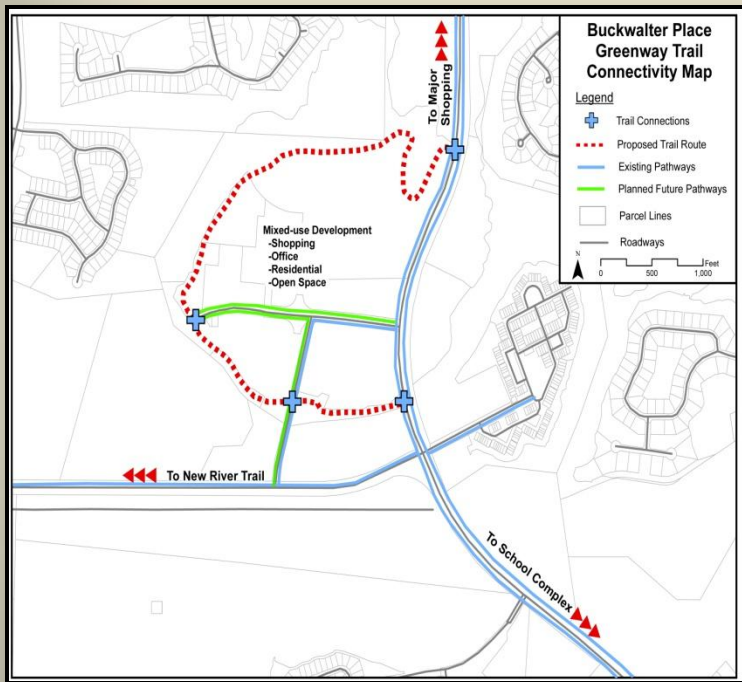 Buckwalter Place
Greenway Trail
Connectivity Map
Legend
Trail Connections
Proposed Trail Route
Existing Pathways
Planned Future Pathways
Parcel Lines
Roadways
N
Feet
0 500 1,000
To Major
Shopping
Mixed-use Development
-Shopping
-Office
-Residential
-Open Space
To New River Trail
To School Complex